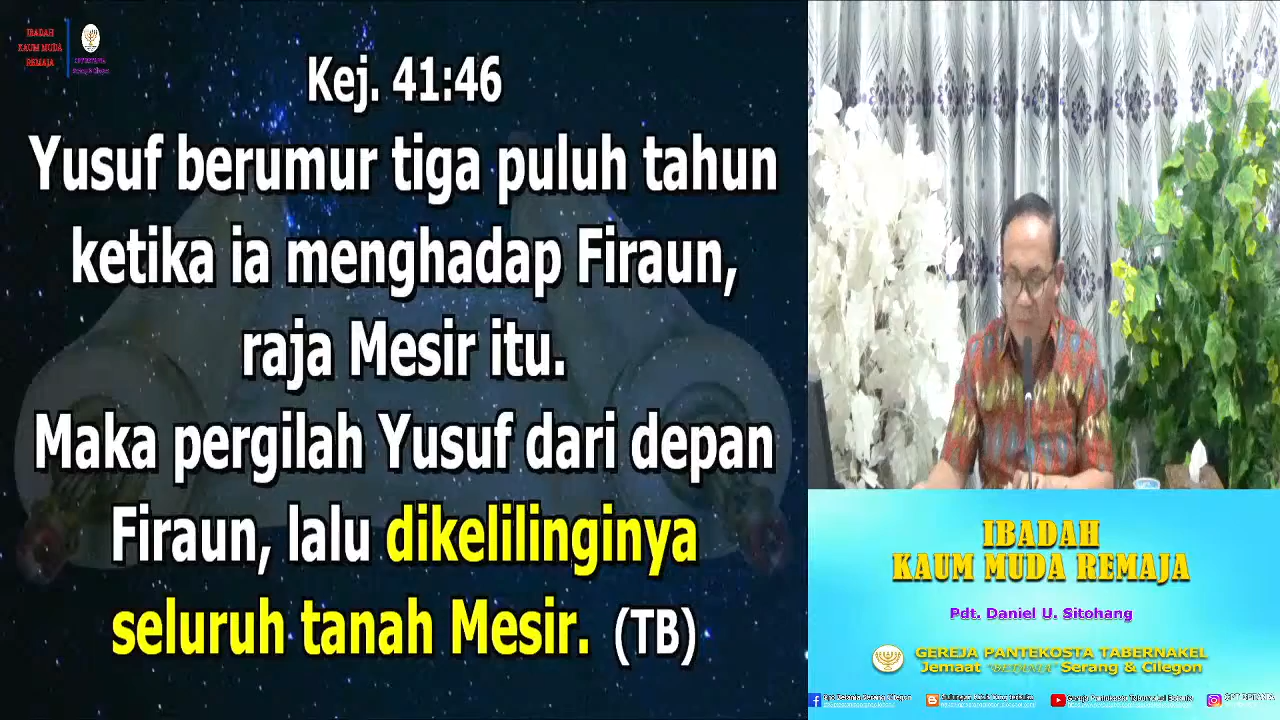 IBADAH
KAUM MUDA
REMAJA
Kej. 41:46
Yusuf berumur tiga puluh tahun
ketika ia menghadap Firaun,
raja Mesir itu.
Maka pergilah Yusuf dari depan
Firaun, lalu dikelilinginya
seluruh tanah Mesir. (TB)
IBADAH
KAUM MUDA REMAJA
Pdt. Daniel U. Sitohang
GEREJA PANTEKOSTA TABERNAKEL
Jemaat "BETANIA" Serang & Cilegon